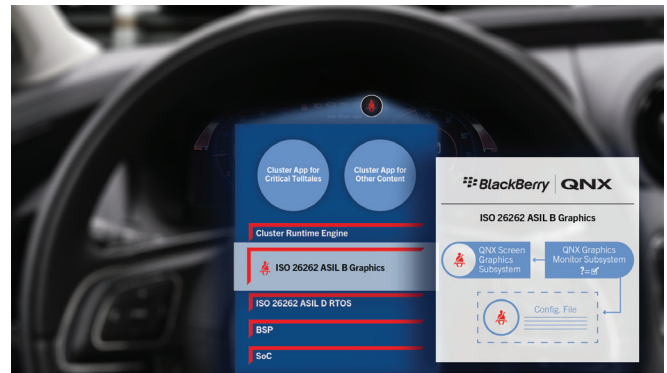 Cluster App for
Critical Telltales
Cluster App for
Other Content
Cluster Runtime Engine
ISO 26262 ASIL B Graphics
ISO 26262 ASIL D RTOS
BSP
SoC
BlackBerry | QNX
ISO 26262 ASIL B Graphics
QNX Screen
Graphics
Subsystem
QNX Graphics
Monitor Subsystem
?=☑
Config. File